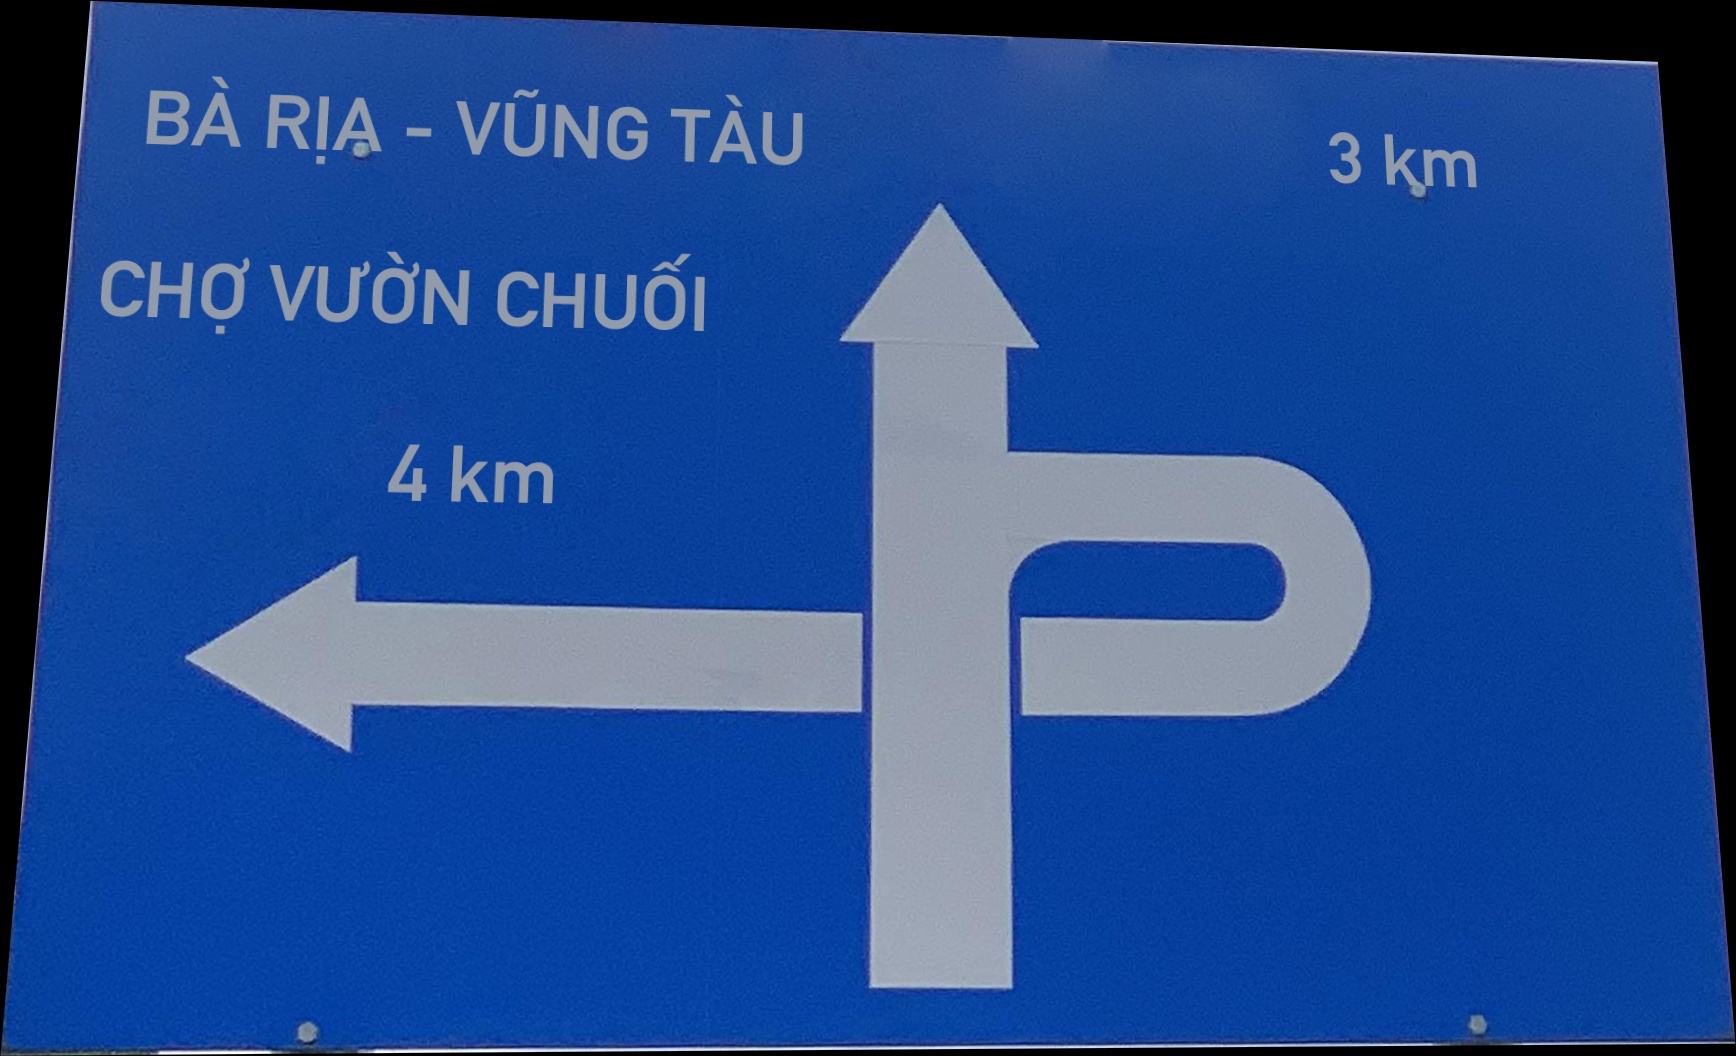 BÀ RỊA - VŨNG TÀU
3 km
CHỢ VƯỜN CHUỐI
4 km